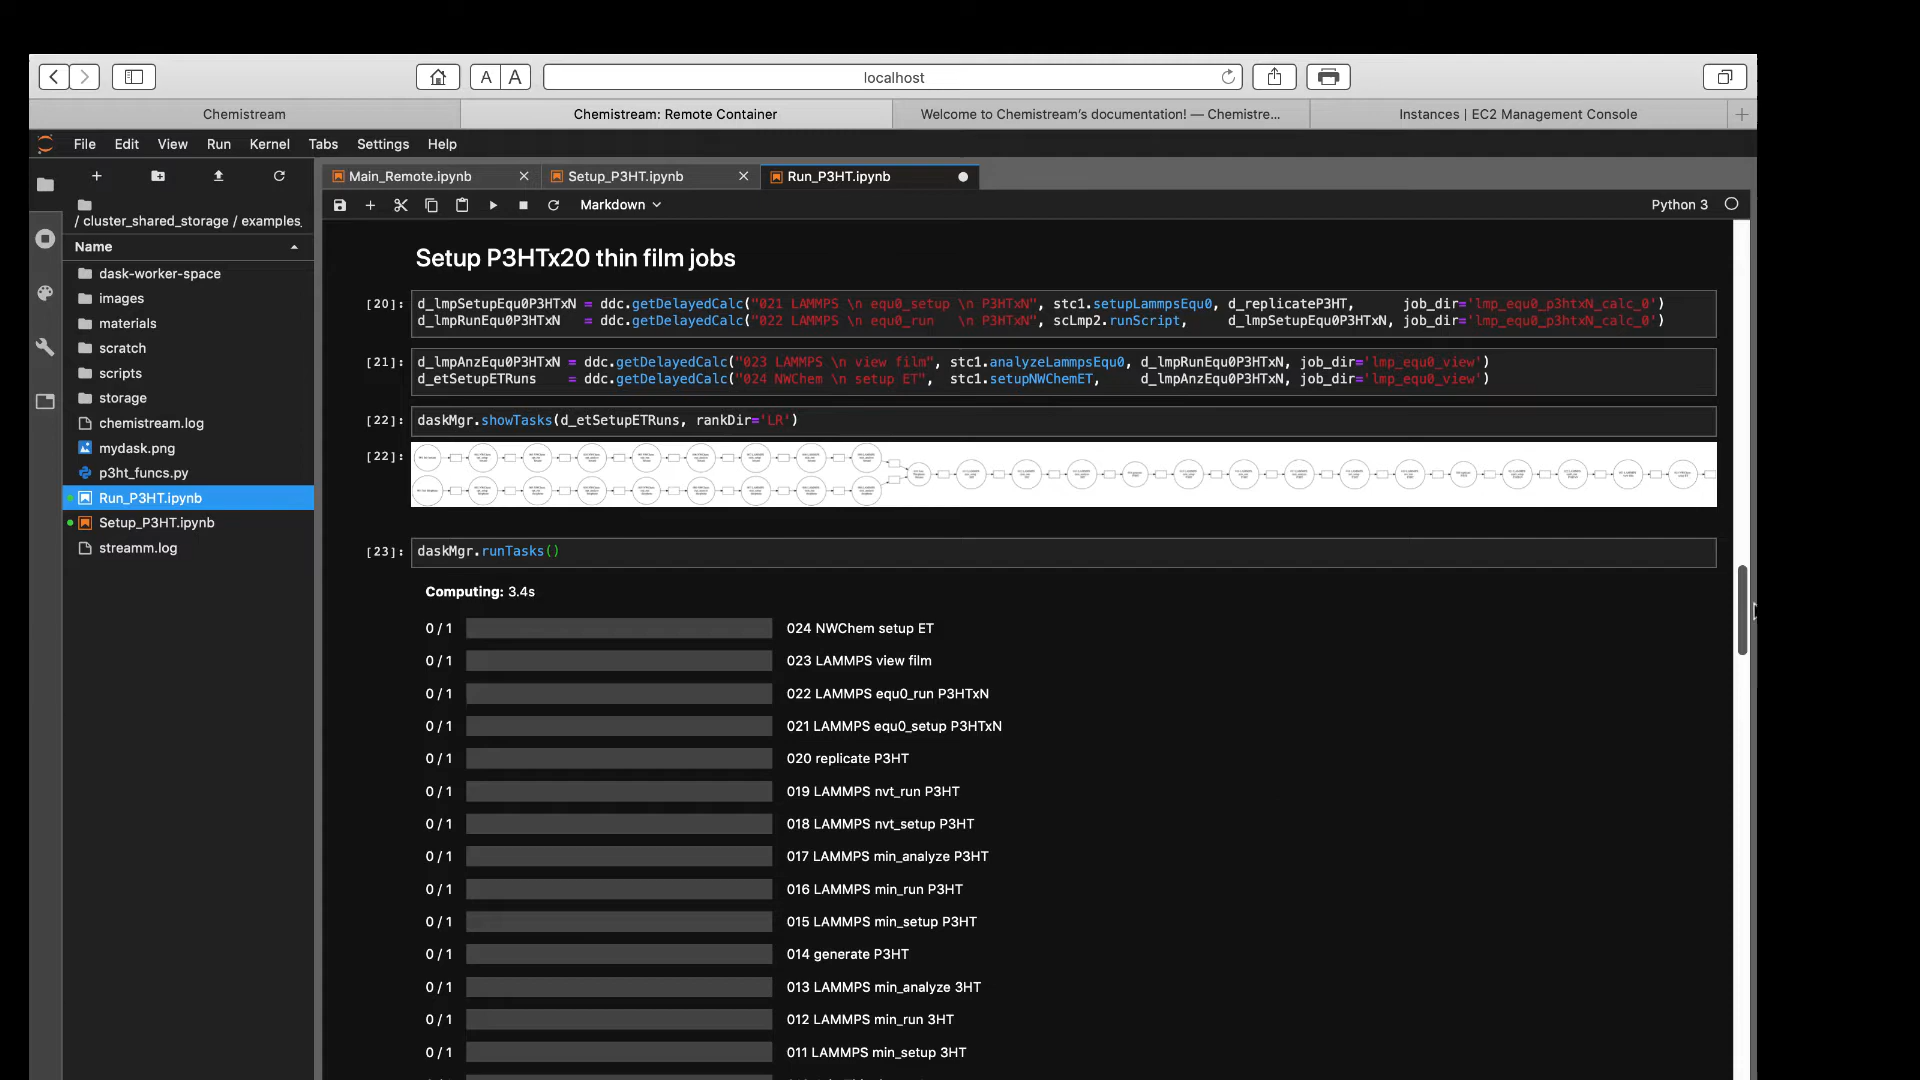 A A
localhost
Chemistream
Chemistream: Remote Container
Welcome to Chemistream's documentation! — Chemistre...
Instances | EC2 Management Console
File Edit View Run Kernel Tabs Settings Help
Main_Remote.ipynb
Setup_P3HT.ipynb
Run_P3HT.ipynb
Markdown
Python 3
/ cluster_shared_storage / examples_
Name
dask-worker-space
images
materials
scratch
scripts
storage
chemistream.log
mydask.png
p3ht_funcs.py
Run_P3HT.ipynb
Setup_P3HT.ipynb
streamm.log
Setup P3HTx20 thin film jobs
[20]: d_lmpSetupEqu0P3HTxN = ddc.getDelayedCalc("021 LAMMPS \n equ0_setup \n P3HTxN", stc1.setupLammpsEqu0, d_replicateP3HT, job_dir='lmp_equ0_p3htxN_calc_0')
d_lmpRunEqu0P3HTxN = ddc.getDelayedCalc("022 LAMMPS \n equ0_run \n P3HTxN", scLmp2.runScript, d_lmpSetupEqu0P3HTxN, job_dir='lmp_equ0_p3htxN_calc_0')
[21]: d_lmpAnzEqu0P3HTxN = ddc.getDelayedCalc("023 LAMMPS \n view film", stc1.analyzeLammpsEqu0, d_lmpRunEqu0P3HTxN, job_dir='lmp_equ0_view')
d_etSetupETRuns = ddc.getDelayedCalc("024 NWChem \n setup ET", stc1.setupNWChemET, d_lmpAnzEqu0P3HTxN, job_dir='lmp_equ0_view')
[22]: daskMgr.showTasks(d_etSetupETRuns, rankDir='LR')
[22]:
[23]: daskMgr.runTasks()
Computing: 3.4s
0 / 1 024 NWChem setup ET
0 / 1 023 LAMMPS view film
0 / 1 022 LAMMPS equ0_run P3HTxN
0 / 1 021 LAMMPS equ0_setup P3HTxN
0 / 1 020 replicate P3HT
0 / 1 019 LAMMPS nvt_run P3HT
0 / 1 018 LAMMPS nvt_setup P3HT
0 / 1 017 LAMMPS min_analyze P3HT
0 / 1 016 LAMMPS min_run P3HT
0 / 1 015 LAMMPS min_setup P3HT
0 / 1 014 generate P3HT
0 / 1 013 LAMMPS min_analyze 3HT
0 / 1 012 LAMMPS min_run 3HT
0 / 1 011 LAMMPS min_setup 3HT